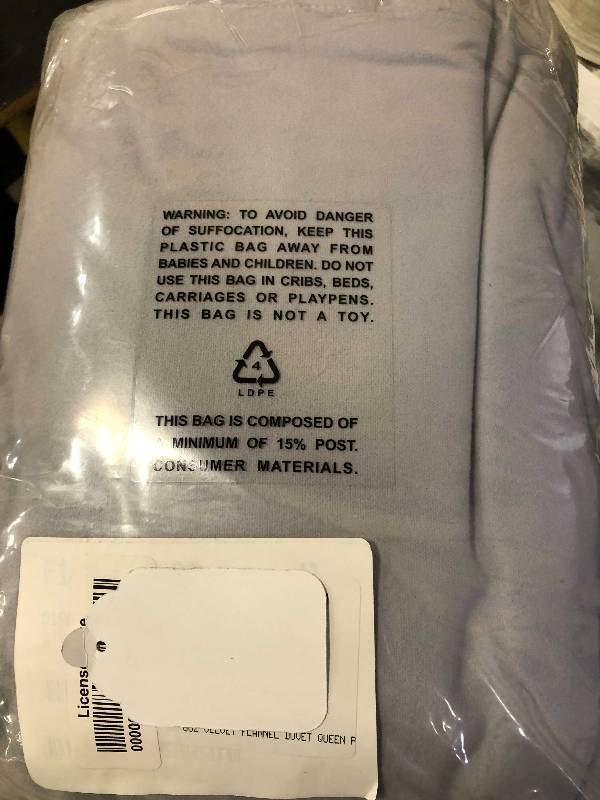 WARNING: TO AVOID DANGER
OF SUFFOCATION, KEEP THIS
PLASTIC BAG AWAY FROM
BABIES AND CHILDREN. DO NOT
USE THIS BAG IN CRIBS, BEDS,
CARRIAGES OR PLAYPENS.
THIS BAG IS NOT A TOY.
4
LDPE
THIS BAG IS COMPOSED OF
A MINIMUM OF 15% POST.
CONSUMER MATERIALS.
VELVET FLANNEL DUVET QUEEN P